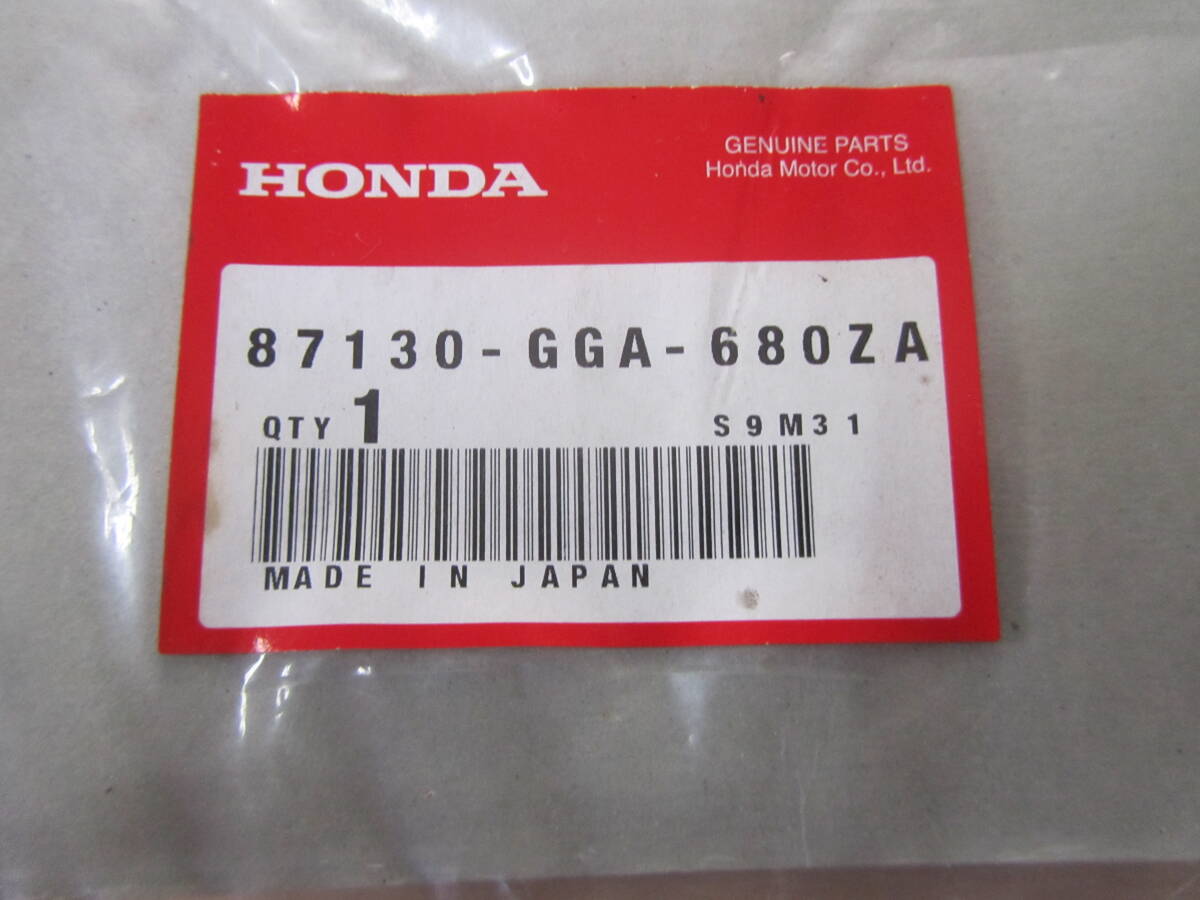 HONDA
GENUINE PARTS
Honda Motor Co., Ltd.
87130-GGA-680ZA
QTY 1 S9M31
MADE IN JAPAN